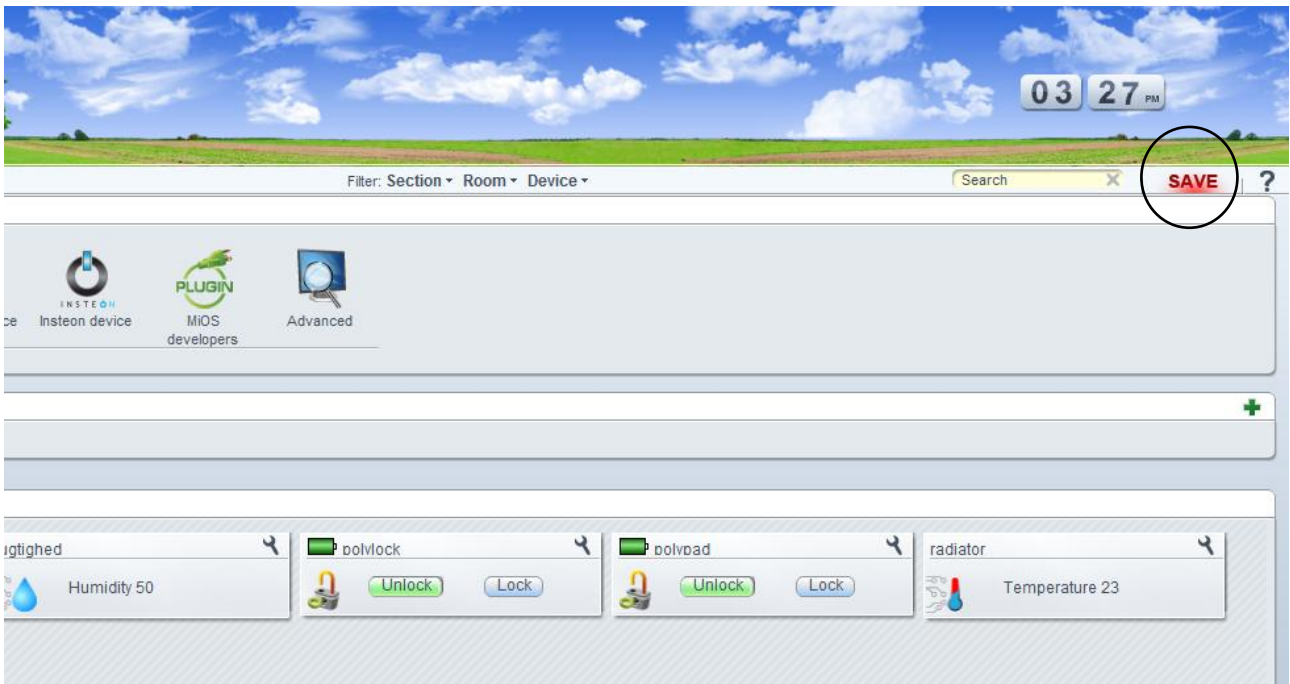 03 27 PM
Filter: Section Room Device
Search
SAVE ?
INSTEON
PLUGIN
ce Insteon device MiOS Advanced
developers
ugtighed polylock polypad radiator
Humidity 50 Unlock Lock Unlock Lock Temperature 23